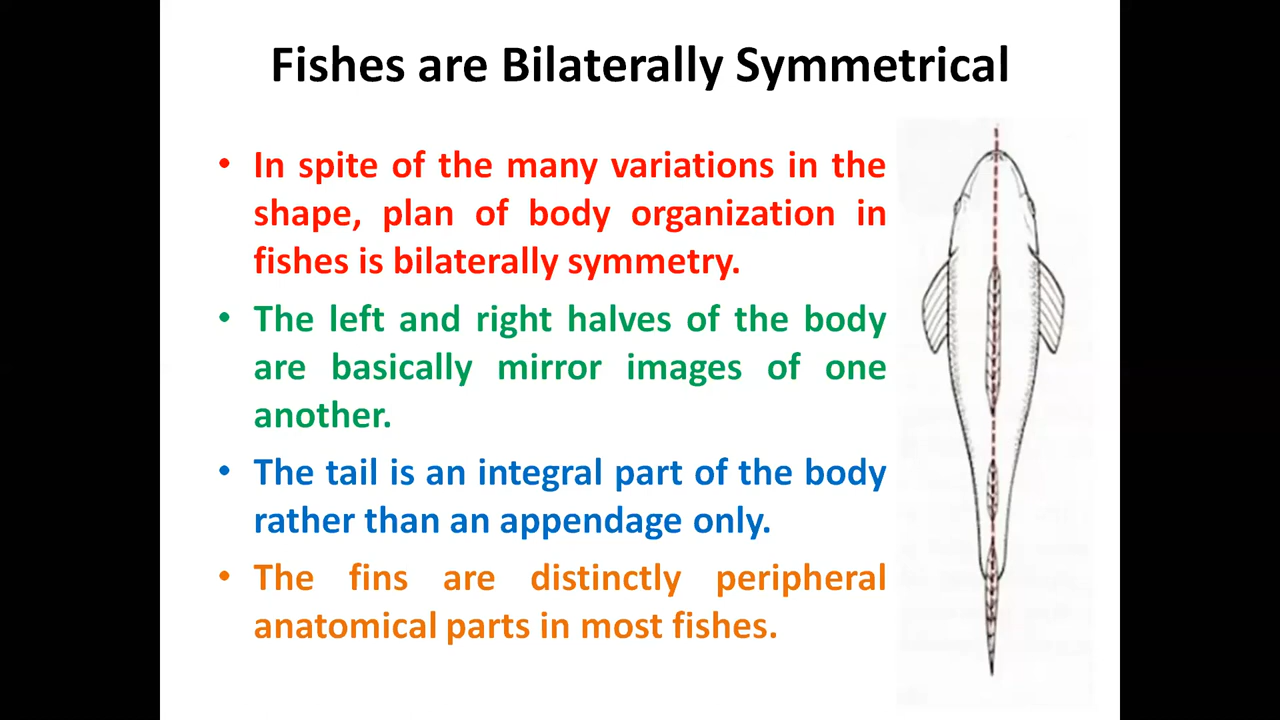 Fishes are Bilaterally Symmetrical
• In spite of the many variations in the
shape, plan of body organization in
fishes is bilaterally symmetry.
• The left and right halves of the body
are basically mirror images of one
another.
• The tail is an integral part of the body
rather than an appendage only.
• The fins are distinctly peripheral
anatomical parts in most fishes.